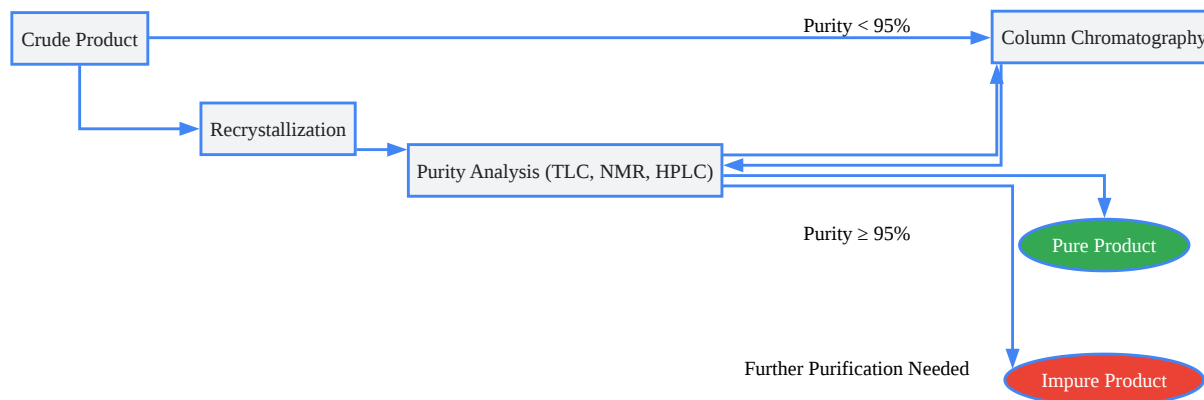 Purity < 95%
Crude Product
Column Chromatography
Recrystallization
Purity Analysis (TLC, NMR, HPLC)
Purity ≥ 95%
Pure Product
Further Purification Needed
Impure Product